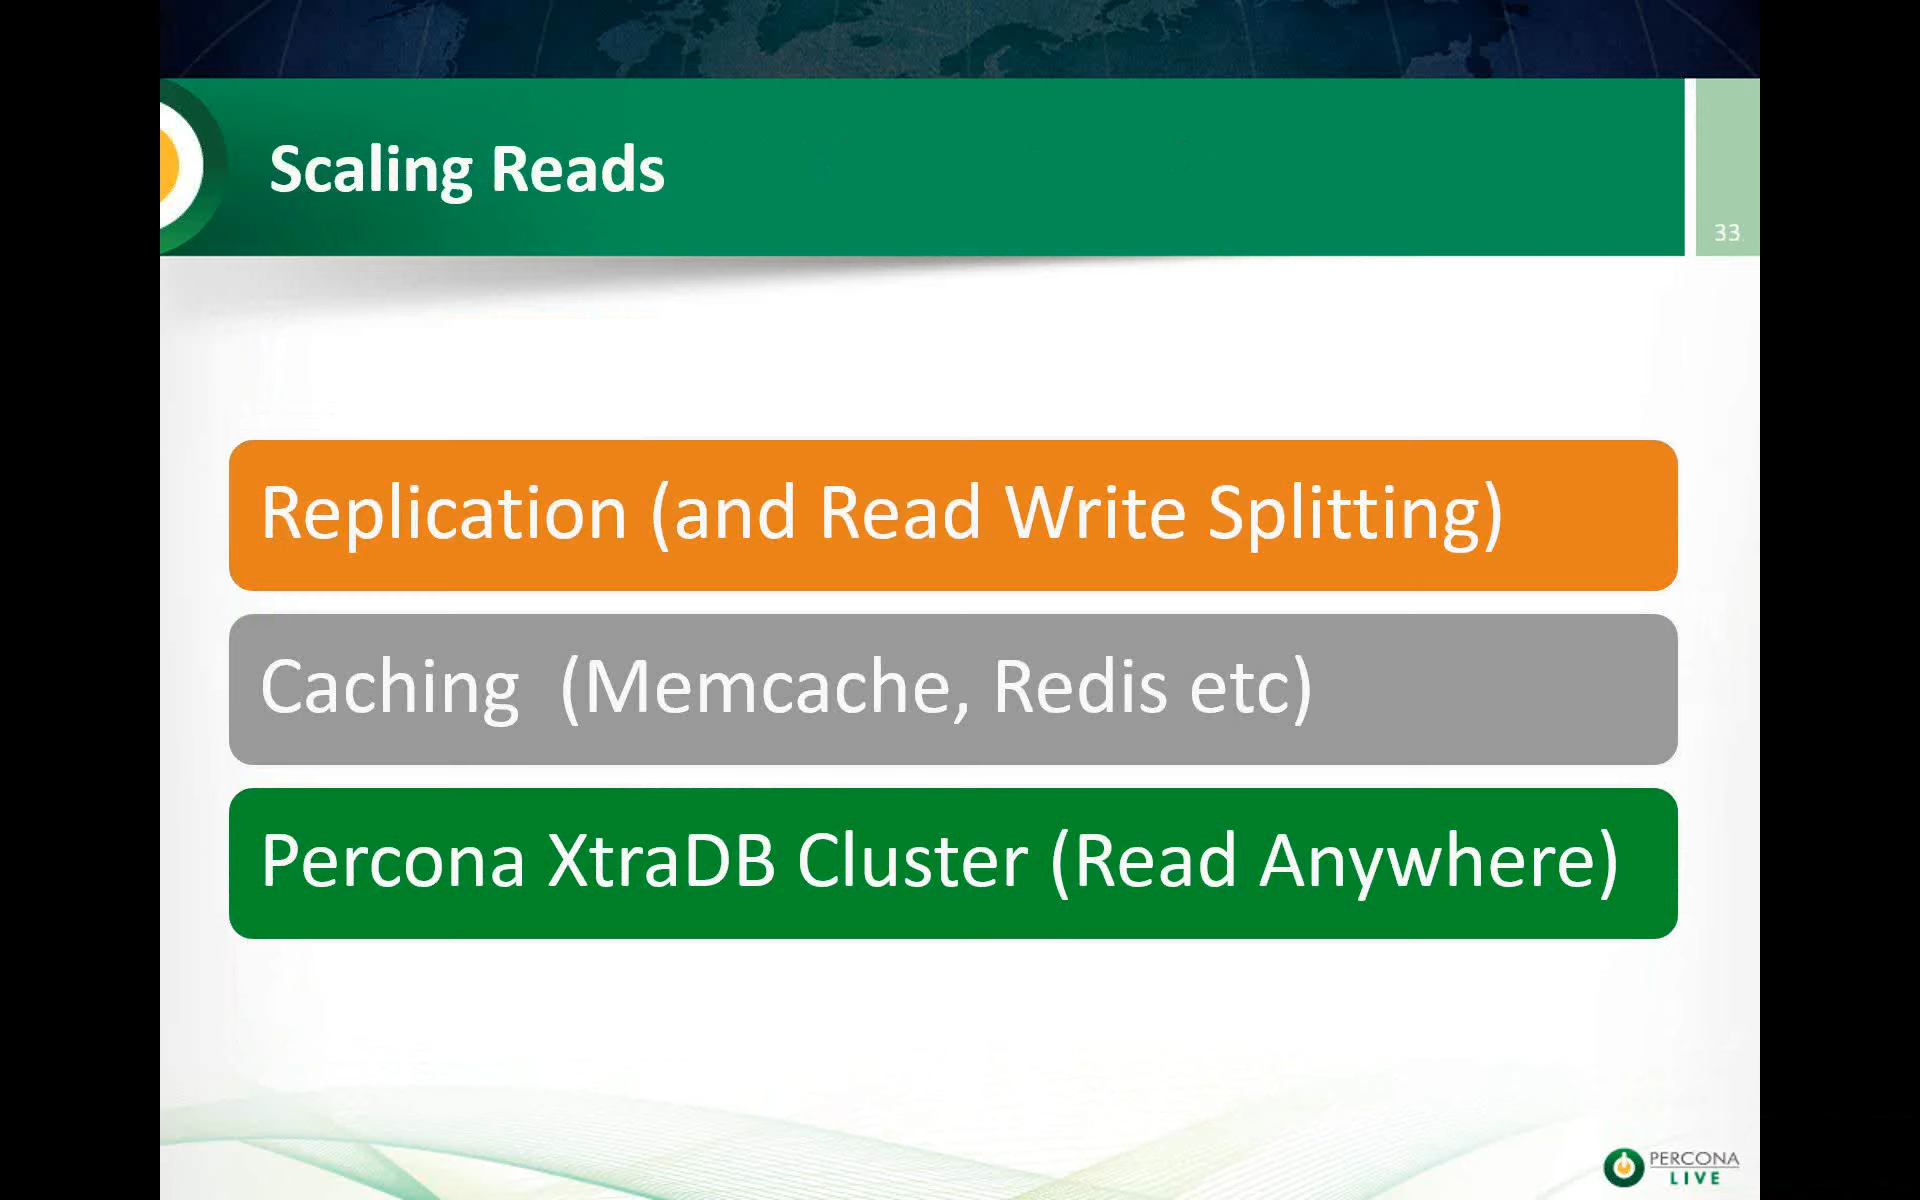 Scaling Reads
33
Replication (and Read Write Splitting)
Caching  (Memcache, Redis etc)
Percona XtraDB Cluster (Read Anywhere)
PERCONA
LIVE